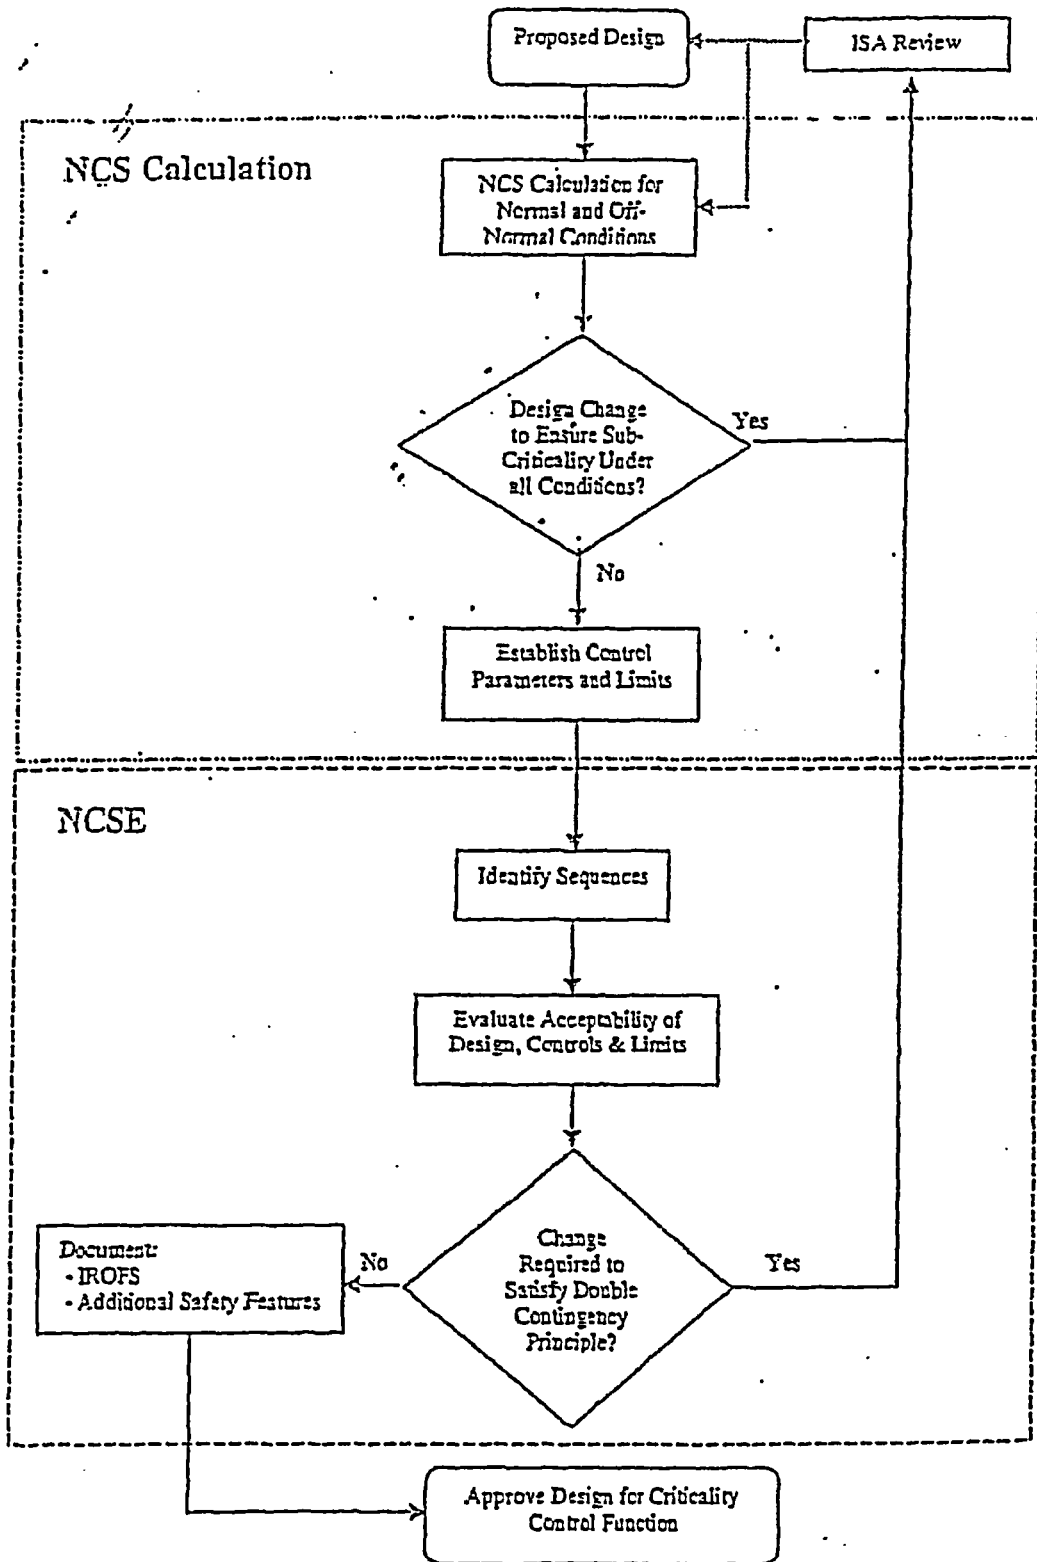 Proposed Design
ISA Review
NCS Calculation
NCS Calculation for
Normal and Off-
Normal Conditions
Design Change
to Ensure Sub-
Criticality Under
all Conditions?
Yes
No
Establish Control
Parameters and Limits
NCSE
Identify Sequences
Evaluate Acceptability of
Design, Controls & Limits
Change
Required to
Satisfy Double
Contingency
Principle?
No
Yes
Document:
- IROFS
- Additional Safety Features
Approve Design for Criticality
Control Function